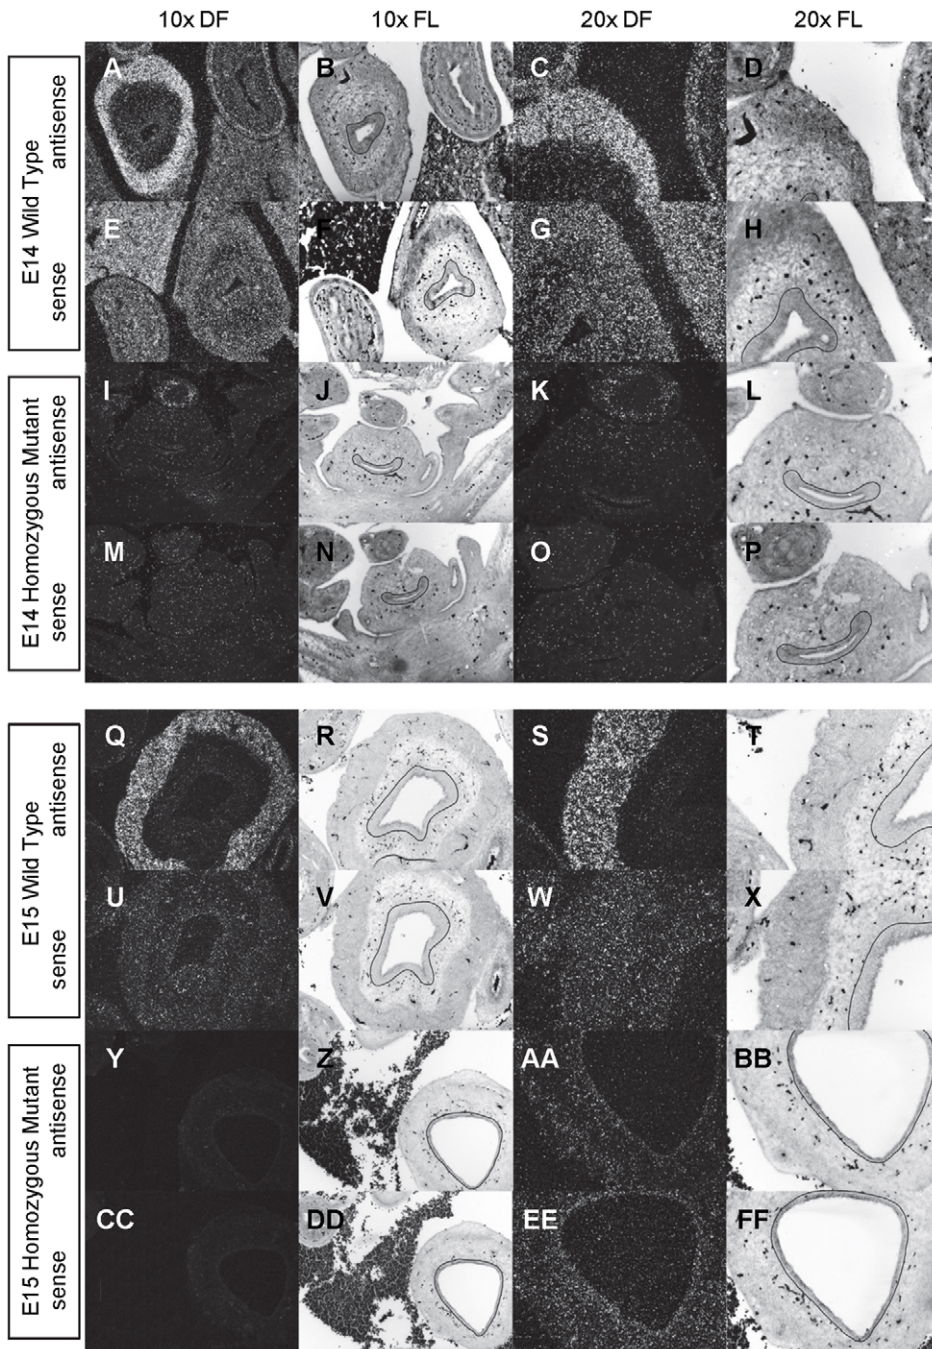 10x DF 10x FL 20x DF 20x FL
E14 Wild Type
antisense
sense
A B C D
E F G H
E14 Homozygous Mutant
antisense
sense
I J K L
M N O P
E15 Wild Type
antisense
sense
Q R S T
U V W X
E15 Homozygous Mutant
antisense
sense
Y Z AA BB
CC DD EE FF